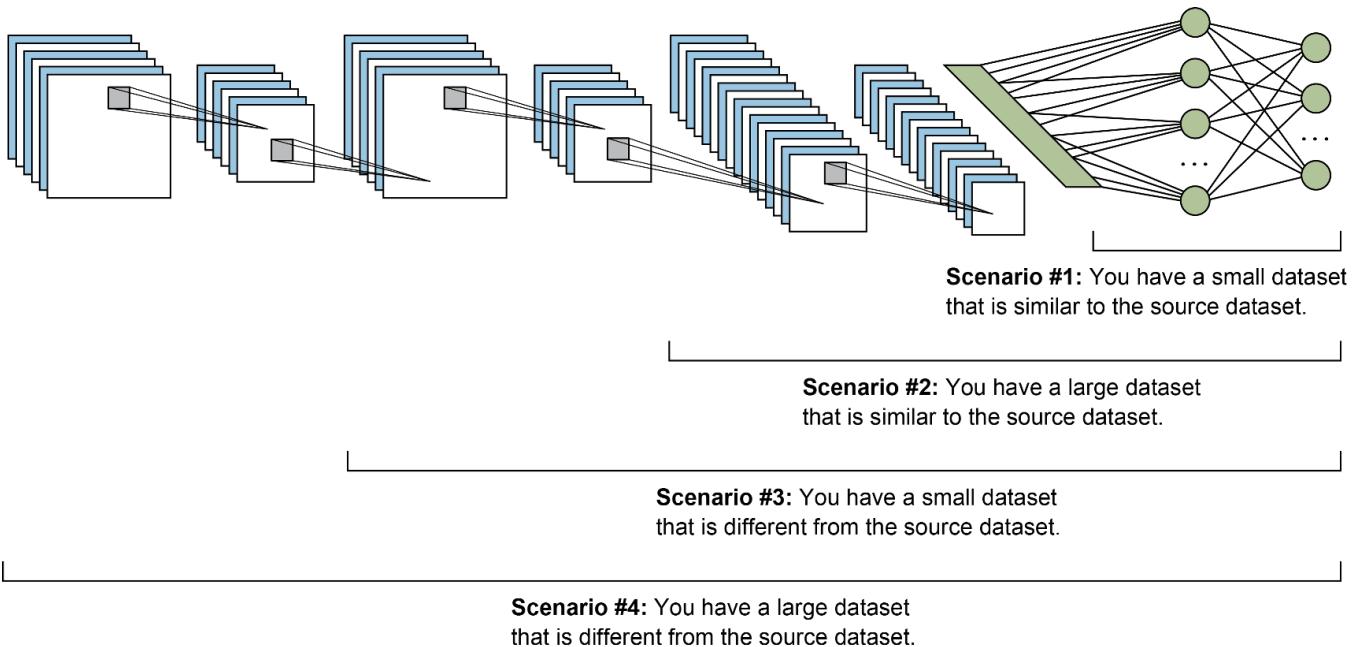 ...
...
Scenario #1: You have a small dataset
that is similar to the source dataset.
Scenario #2: You have a large dataset
that is similar to the source dataset.
Scenario #3: You have a small dataset
that is different from the source dataset.
Scenario #4: You have a large dataset
that is different from the source dataset.